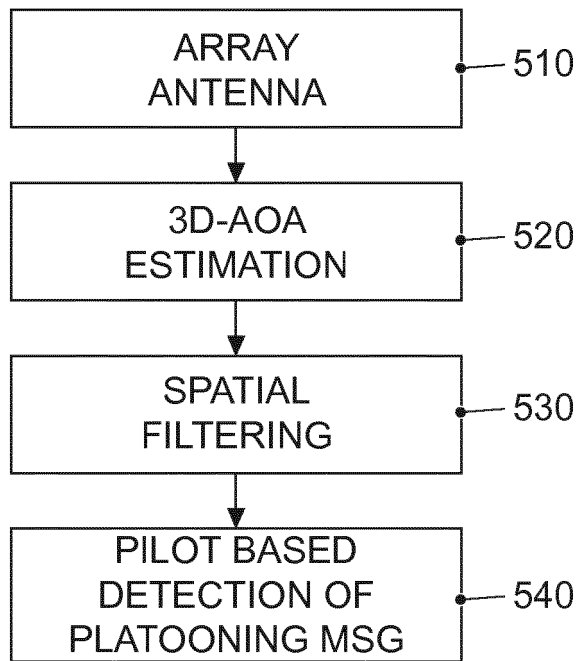 ARRAY
ANTENNA
510
3D-AOA
ESTIMATION
520
SPATIAL
FILTERING
530
PILOT BASED
DETECTION OF
PLATOONING MSG
540